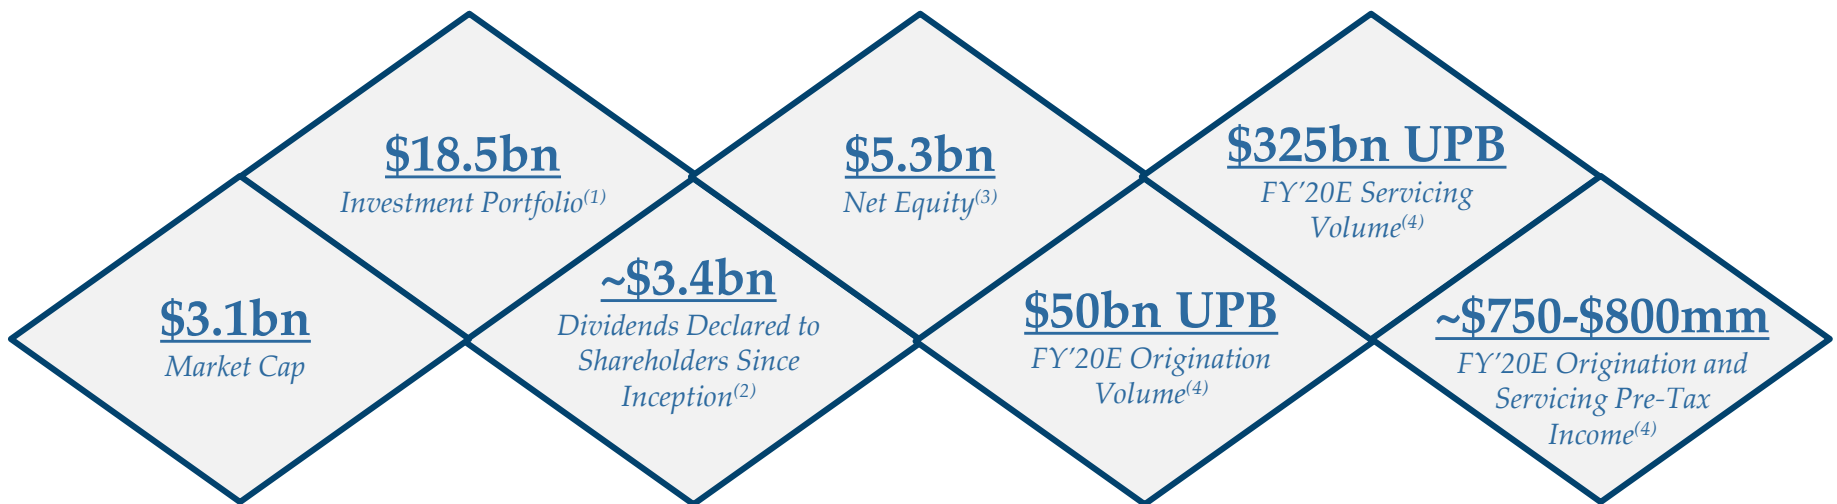 $3.1bn
Market Cap
$18.5bn
Investment Portfolio(1)
~$3.4bn
Dividends Declared to
Shareholders Since
Inception(2)
$5.3bn
Net Equity(3)
$50bn UPB
FY'20E Origination
Volume(4)
$325bn UPB
FY'20E Servicing
Volume(4)
~$750-$800mm
FY'20E Origination and
Servicing Pre-Tax
Income(4)